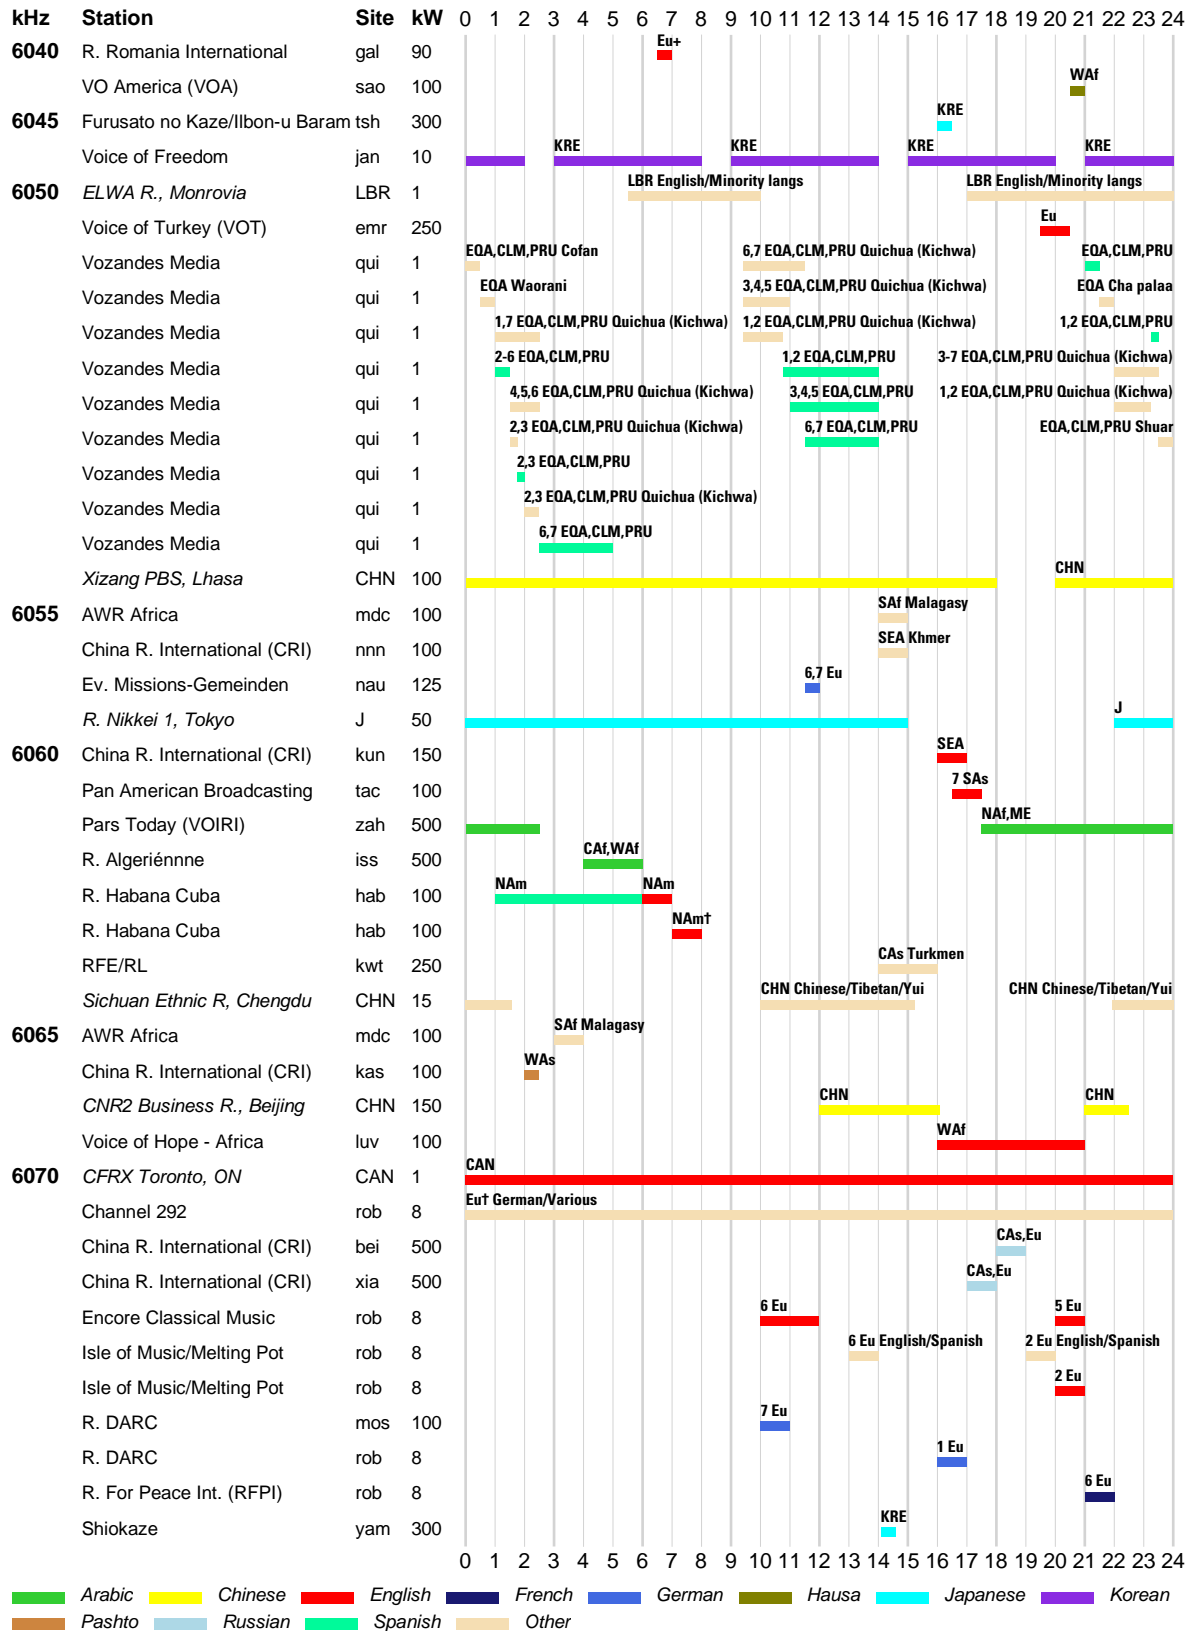 kHz Station Site kW 0 1 2 3 4 5 6 7 8 9 10 11 12 13 14 15 16 17 18 19 20 21 22 23 24
6040 R. Romania International gal 90 Eu+
VO America (VOA) sao 100 WAf
6045 Furusato no Kaze/Ilbon-u Baram tsh 300 KRE
Voice of Freedom jan 10 KRE KRE KRE KRE
6050 ELWA R., Monrovia LBR 1 LBR English/Minority langs LBR English/Minority langs
Voice of Turkey (VOT) emr 250 Eu
Vozandes Media qui 1 EQA,CLM,PRU Cofan 6,7 EQA,CLM,PRU Quichua (Kichwa) EQA,CLM,PRU
Vozandes Media qui 1 EQA Waorani 3,4,5 EQA,CLM,PRU Quichua (Kichwa) EQA Cha palaa
Vozandes Media qui 1 1,7 EQA,CLM,PRU Quichua (Kichwa) 1,2 EQA,CLM,PRU Quichua (Kichwa) 1,2 EQA,CLM,PRU
Vozandes Media qui 1 2-6 EQA,CLM,PRU 1,2 EQA,CLM,PRU 3-7 EQA,CLM,PRU Quichua (Kichwa)
Vozandes Media qui 1 4,5,6 EQA,CLM,PRU Quichua (Kichwa) 3,4,5 EQA,CLM,PRU 1,2 EQA,CLM,PRU Quichua (Kichwa)
Vozandes Media qui 1 2,3 EQA,CLM,PRU Quichua (Kichwa) 6,7 EQA,CLM,PRU EQA,CLM,PRU Shuar
Vozandes Media qui 1 2,3 EQA,CLM,PRU
Vozandes Media qui 1 2,3 EQA,CLM,PRU Quichua (Kichwa)
Vozandes Media qui 1 6,7 EQA,CLM,PRU
Xizang PBS, Lhasa CHN 100 CHN
6055 AWR Africa mdc 100 SAf Malagasy
China R. International (CRI) nnn 100 SEA Khmer
Ev. Missions-Gemeinden nau 125 6,7 Eu
R. Nikkei 1, Tokyo J 50 J
6060 China R. International (CRI) kun 150 SEA
Pan American Broadcasting tac 100 7 SAs
Pars Today (VOIRI) zah 500 NAf,ME
R. Algeriénnne iss 500 CAf,WAf
R. Habana Cuba hab 100 NAm NAm
R. Habana Cuba hab 100 NAm†
RFE/RL kwt 250 CAs Turkmen
Sichuan Ethnic R, Chengdu CHN 15 CHN Chinese/Tibetan/Yui CHN Chinese/Tibetan/Yui
6065 AWR Africa mdc 100 SAf Malagasy
China R. International (CRI) kas 100 WAs
CNR2 Business R., Beijing CHN 150 CHN CHN
Voice of Hope - Africa luv 100 WAf
6070 CFRX Toronto, ON CAN 1 CAN
Channel 292 rob 8 Eu† German/Various
China R. International (CRI) bei 500 CAs,Eu
China R. International (CRI) xia 500 CAs,Eu
Encore Classical Music rob 8 6 Eu 5 Eu
Isle of Music/Melting Pot rob 8 6 Eu English/Spanish 2 Eu English/Spanish
Isle of Music/Melting Pot rob 8 2 Eu
R. DARC mos 100 7 Eu
R. DARC rob 8 1 Eu
R. For Peace Int. (RFPI) rob 8 6 Eu
Shiokaze yam 300 KRE
0 1 2 3 4 5 6 7 8 9 10 11 12 13 14 15 16 17 18 19 20 21 22 23 24
Arabic Chinese English French German Hausa Japanese Korean
Pashto Russian Spanish Other